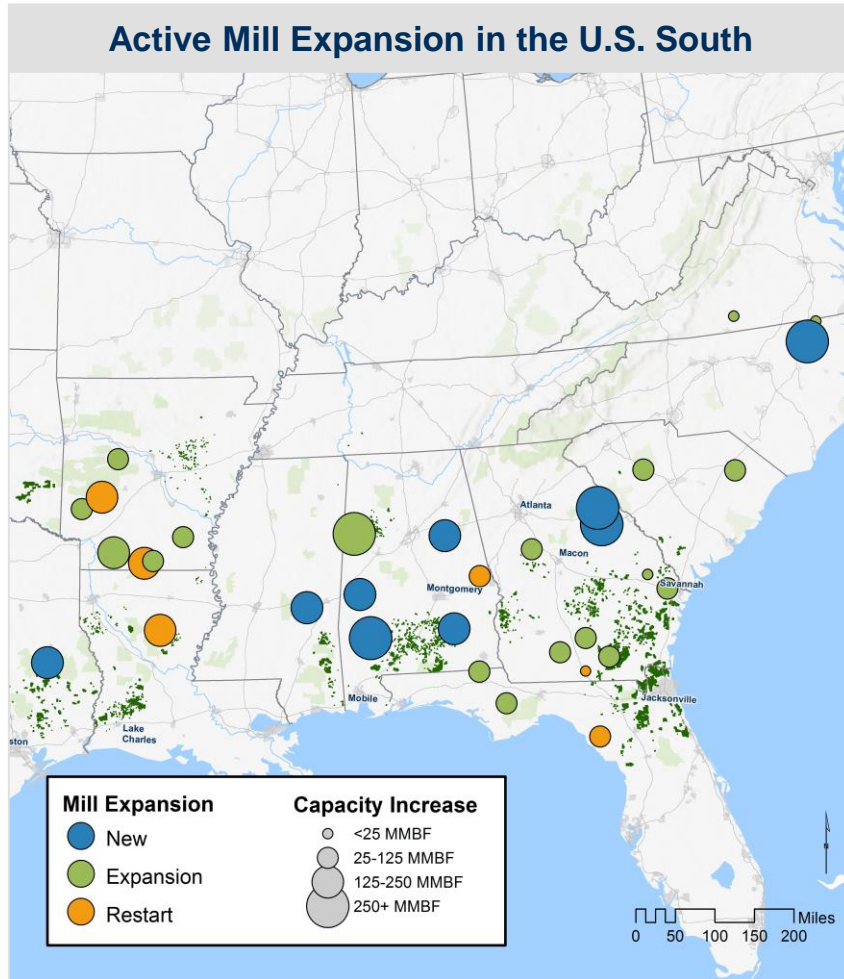 Active Mill Expansion in the U.S. South
Atlanta
Macon
Montgomery
Savannah
Mobile
Jacksonville
Lake
Charles
ston
Mill Expansion
New
Expansion
Restart
Capacity Increase
<25 MMBF
25-125 MMBF
125-250 MMBF
250+ MMBF
N
Miles
0 50 100 150 200